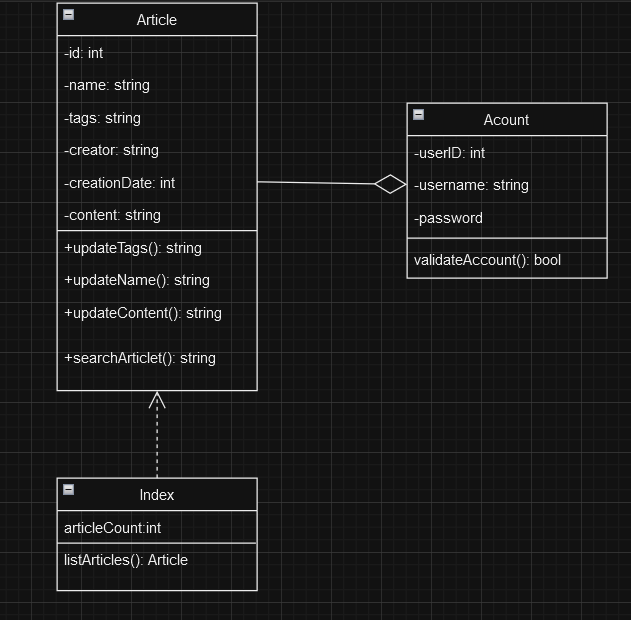 Article
-id: int
-name: string
-tags: string
-creator: string
-creationDate: int
-content: string
+updateTags(): string
+updateName(): string
+updateContent(): string
+searchArticlet(): string
Acount
-userID: int
-username: string
-password
validateAccount(): bool
Index
articleCount:int
listArticles(): Article